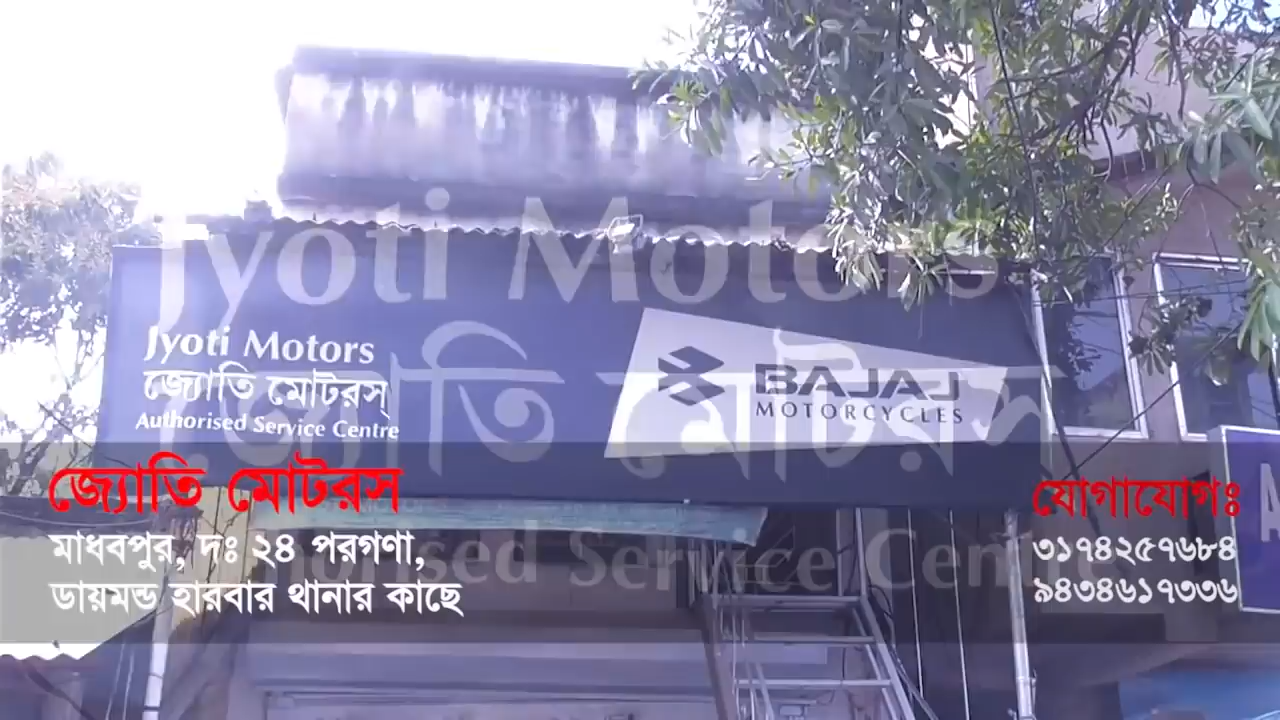 Jyoti Motors
জ্যোতি মোটরস
Authorised Service Centre
Jyoti Motors
জ্যোতি মোটরস্
Authorised Service Centre
BAJAJ
MOTORCYCLES
জ্যোতি মোটরস
মাধবপুর, দঃ ২৪ পরগণা,
ডায়মন্ড হারবার থানার কাছে
যোগাযোগঃ
৩১৭৪২৫৭৬৮৪
৯৪৩৪৬১৭৩৩৬
A